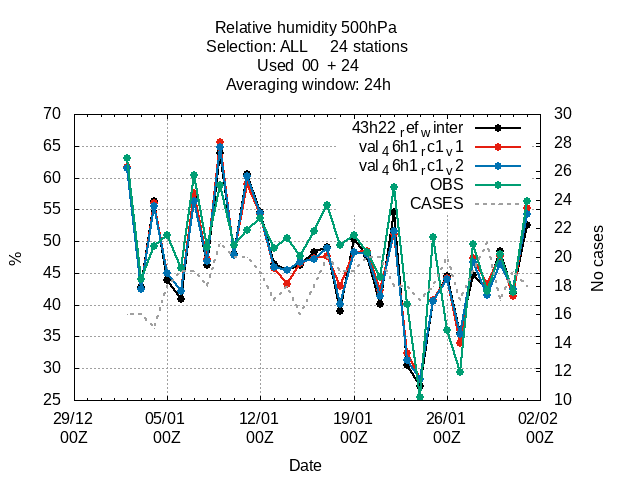 Relative humidity 500hPa
Selection: ALL 24 stations
Used 00 + 24
Averaging window: 24h
70 30
65 28
60 26
55 24
50 22
45 20
40 18
35 16
30 14
25 12
10
43h22ᵣef_winter
val₄6h1ᵣc1ᵥ1
val₄6h1ᵣc1ᵥ2
OBS
CASES
%
No cases
29/12 05/01 12/01 19/01 26/01 02/02
00Z 00Z 00Z 00Z 00Z 00Z
Date